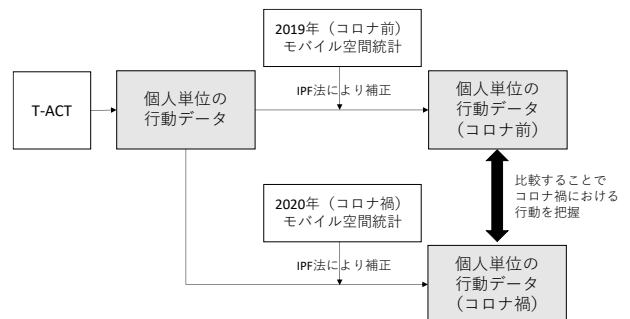 2019年（コロナ前）
モバイル空間統計
T-ACT
個人単位の
行動データ
IPF法により補正
個人単位の
行動データ
（コロナ前）
比較することで
コロナ禍における
行動を把握
2020年（コロナ禍）
モバイル空間統計
IPF法により補正
個人単位の
行動データ
（コロナ禍）